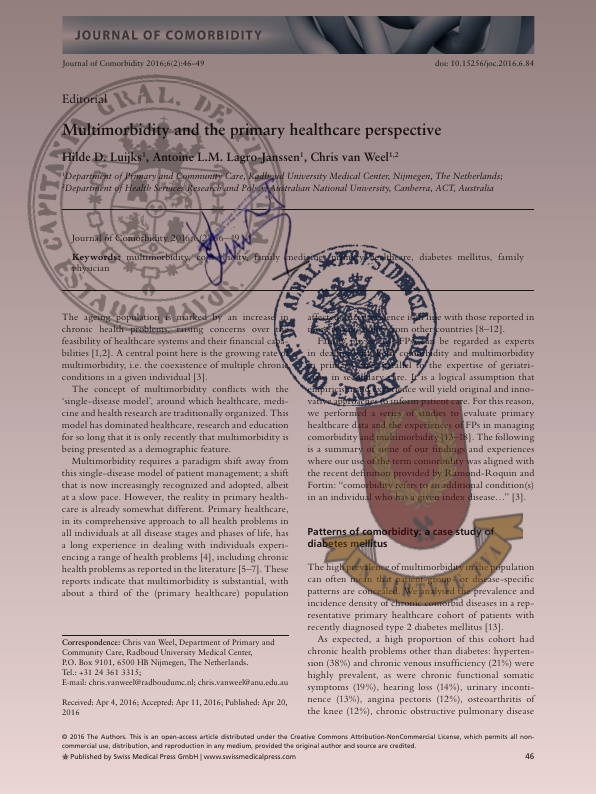 JOURNAL OF COMORBIDITY
Journal of Comorbidity 2016;6(2):46–49
doi: 10.15256/joc.2016.6.84
Editorial
Multimorbidity and the primary healthcare perspective
Hilde D. Luijks¹, Antoine L.M. Lagro-Janssen¹, Chris van Weel¹,²
¹Department of Primary and Community Care, Radboud University Medical Center, Nijmegen, The Netherlands;
²Department of Health Services Research and Policy, Australian National University, Canberra, ACT, Australia
Journal of Comorbidity 2016;6(2):46–49
Keywords: multimorbidity, comorbidity, family medicine, primary healthcare, diabetes mellitus, family
physician
The ageing population is marked by an increase in
chronic health problems, raising concerns over the
feasibility of healthcare systems and their financial capa-
bilities [1,2]. A central point here is the growing rate of
multimorbidity, i.e. the coexistence of multiple chronic
conditions in a given individual [3].
The concept of multimorbidity conflicts with the
‘single-disease model’, around which healthcare, medi-
cine and health research are traditionally organized. This
model has dominated healthcare, research and education
for so long that it is only recently that multimorbidity is
being presented as a demographic feature.
Multimorbidity requires a paradigm shift away from
this single-disease model of patient management; a shift
that is now increasingly recognized and adopted, albeit
at a slow pace. However, the reality in primary health-
care is already somewhat different. Primary healthcare,
in its comprehensive approach to all health problems in
all individuals at all disease stages and phases of life, has
a long experience in dealing with individuals experi-
encing a range of health problems [4], including chronic
health problems as reported in the literature [5–7]. These
reports indicate that multimorbidity is substantial, with
about a third of the (primary healthcare) population
Correspondence: Chris van Weel, Department of Primary and
Community Care, Radboud University Medical Center,
P.O. Box 9101, 6500 HB Nijmegen, The Netherlands.
Tel.: +31 24 361 3315;
E-mail: chris.vanweel@radboudumc.nl; chris.vanweel@anu.edu.au
Received: Apr 4, 2016; Accepted: Apr 11, 2016; Published: Apr 20,
2016
affected. This prevalence is in line with those reported in
from other countries [8–12].
Family physicians (FPs) can be regarded as experts
in dealing with comorbidity and multimorbidity
in primary parallel to the expertise of geriatri-
cians in secondary care. It is a logical assumption that
empirical experience will yield original and inno-
vative approaches to inform patient care. For this reason,
we performed a series of studies to evaluate primary
healthcare data and the experiences of FPs in managing
comorbidity and multimorbidity [13–18]. The following
is a summary of some of our findings and experiences
where our use of the term comorbidity was aligned with
the recent definition provided by Ramond-Roquin and
Fortin: “comorbidity refers to an additional condition(s)
in an individual who has a given index disease…” [3].
Patterns of comorbidity: a case study of
diabetes mellitus
The high prevalence of multimorbidity in the population
can often mean that patient-group- or disease-specific
patterns are concealed. We analysed the prevalence and
incidence density of chronic comorbid diseases in a rep-
resentative primary healthcare cohort of patients with
recently diagnosed type 2 diabetes mellitus [13].
As expected, a high proportion of this cohort had
chronic health problems other than diabetes: hyperten-
sion (38%) and chronic venous insufficiency (21%) were
highly prevalent, as were chronic functional somatic
symptoms (19%), hearing loss (14%), urinary inconti-
nence (13%), angina pectoris (12%), osteoarthritis of
the knee (12%), chronic obstructive pulmonary disease
© 2016 The Authors. This is an open-access article distributed under the Creative Commons Attribution-NonCommercial License, which permits all non-
commercial use, distribution, and reproduction in any medium, provided the original author and source are credited.
Published by Swiss Medical Press GmbH | www.swissmedicalpress.com
46
CAPITANIA GRAL. DE